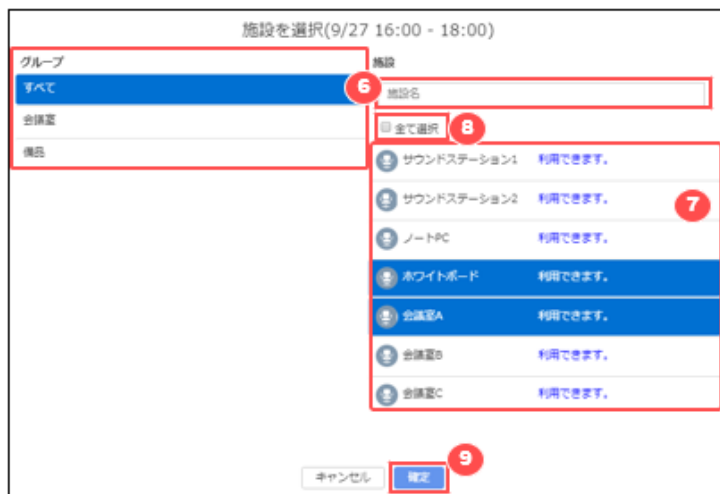 施設を選択(9/27 16:00 - 18:00)
グループ
すべて
会議室
備品
施設
6
施設名
全て選択
8
サウンドステーション1 利用できます。
サウンドステーション2 利用できます。
7
ノートPC 利用できます。
ホワイトボード 利用できます。
会議室A 利用できます。
会議室B 利用できます。
会議室C 利用できます。
キャンセル
確定
9